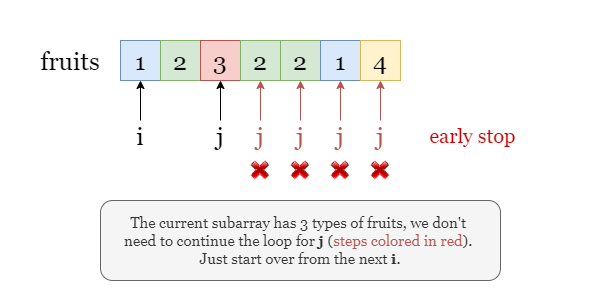 fruits 1 2 3 2 2 1 4
i j j j j j early stop
The current subarray has 3 types of fruits, we don't
need to continue the loop for j (steps colored in red).
Just start over from the next i.